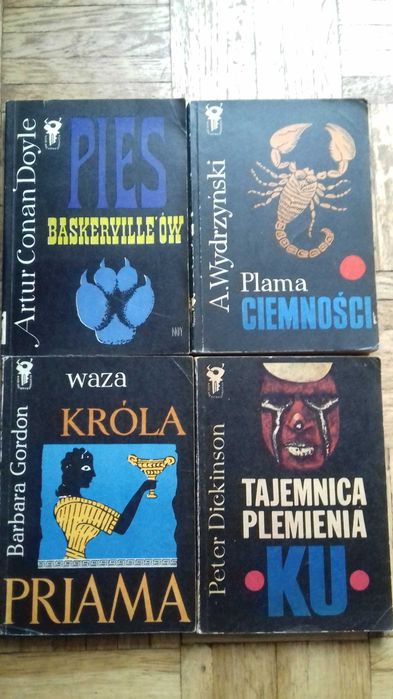 Artur Conan Doyle
PIES
BASKERVILLE'ÓW
A. Wydrzyński
Plama
CIEMNOŚCI
Barbara Gordon
waza
KRÓLA
PRIAMA
Peter Dickinson
TAJEMNICA
PLEMIENIA
KU